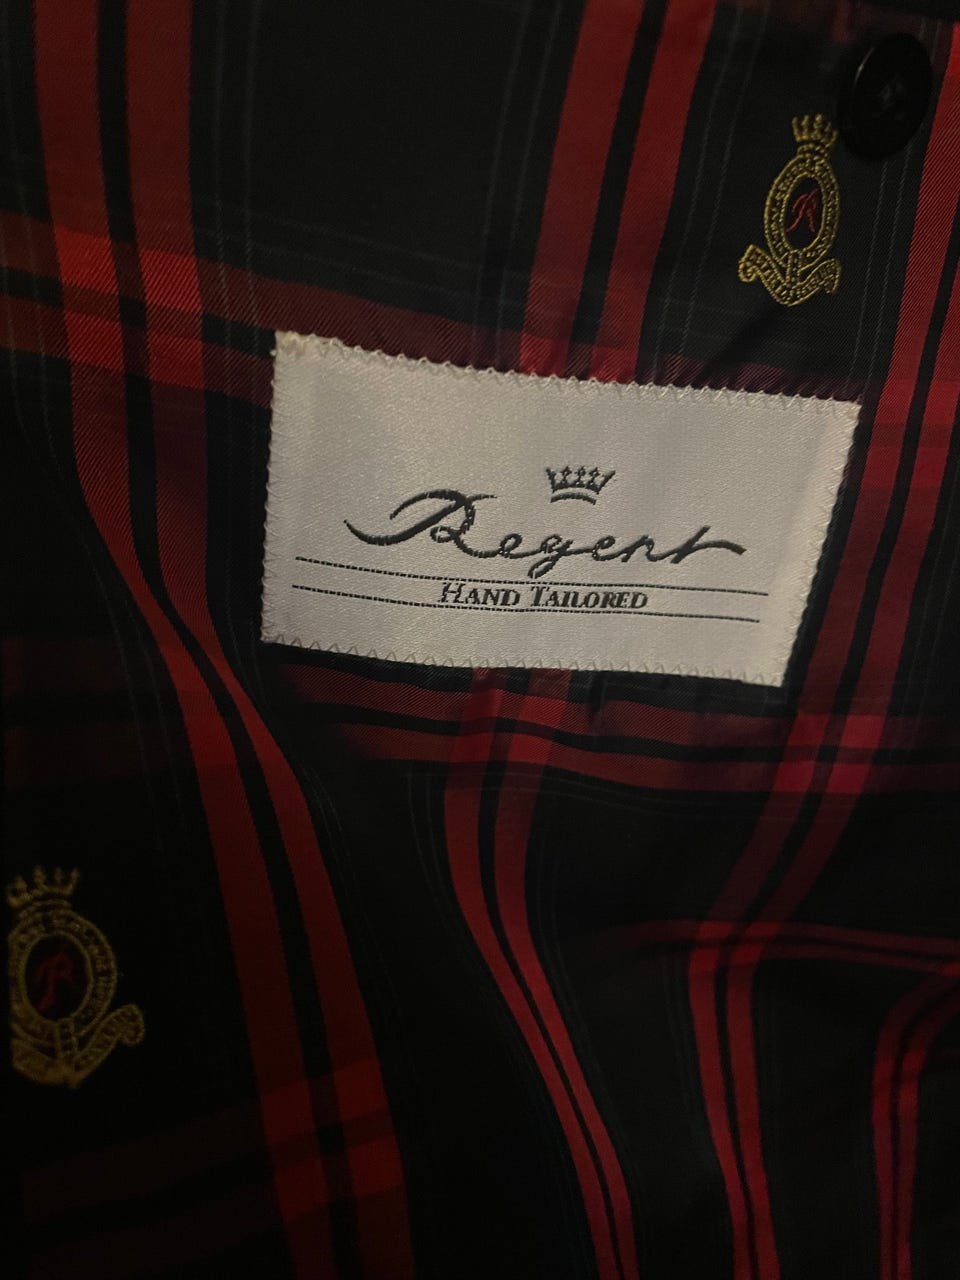 R
Regent
HAND TAILORED
R